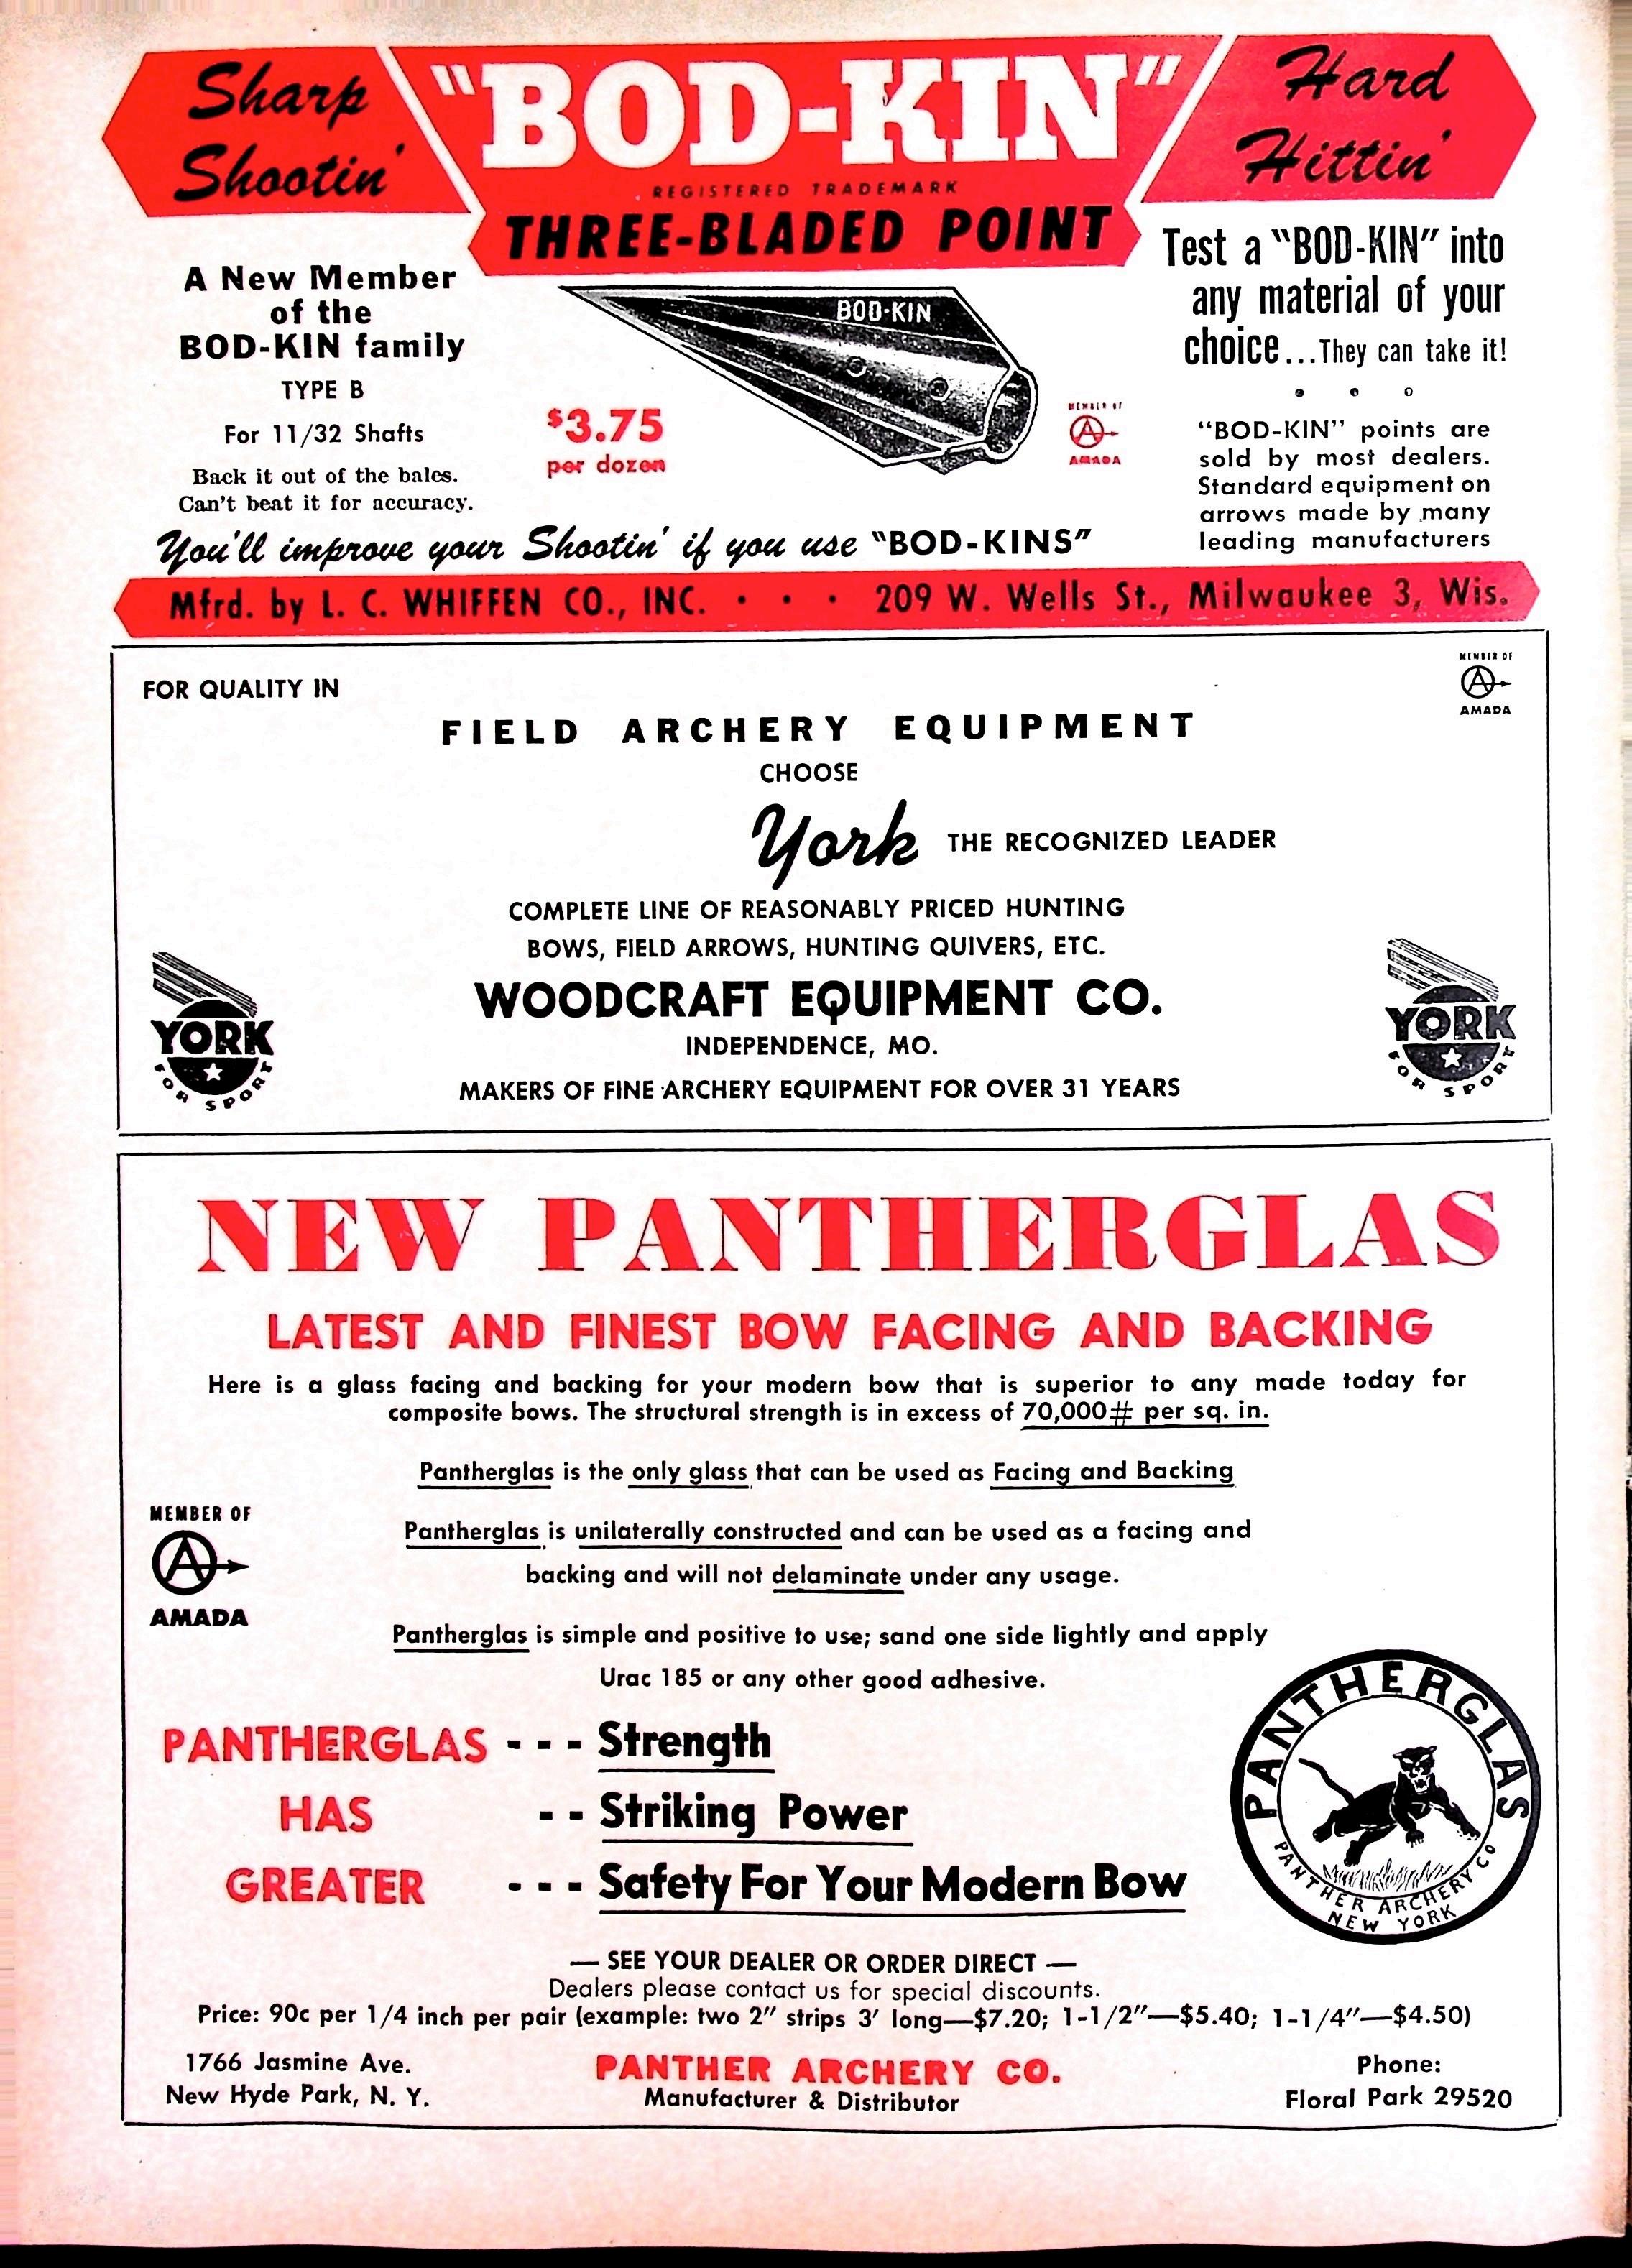 Sharp
Shootin'
"BOD-KIN"
REGISTERED TRADEMARK
THREE-BLADED POINT
Hard
Hittin'
A New Member
of the
BOD-KIN family
TYPE B
For 11/32 Shafts
Back it out of the bales.
Can't beat it for accuracy.
BOD-KIN
$3.75
per dozen
MEMBER OF
A
AMADA
Test a "BOD-KIN" into
any material of your
choice...They can take it!
"BOD-KIN" points are
sold by most dealers.
Standard equipment on
arrows made by many
leading manufacturers
You'll improve your Shootin' if you use "BOD-KINS"
Mfrd. by L. C. WHIFFEN CO., INC. • • • 209 W. Wells St., Milwaukee 3, Wis.
FOR QUALITY IN
MEMBER OF
A
AMADA
FIELD ARCHERY EQUIPMENT
CHOOSE
York THE RECOGNIZED LEADER
COMPLETE LINE OF REASONABLY PRICED HUNTING
BOWS, FIELD ARROWS, HUNTING QUIVERS, ETC.
WOODCRAFT EQUIPMENT CO.
INDEPENDENCE, MO.
MAKERS OF FINE ARCHERY EQUIPMENT FOR OVER 31 YEARS
YORK
FOR SPORT
YORK
FOR SPORT
NEW PANTHERGLAS
LATEST AND FINEST BOW FACING AND BACKING
Here is a glass facing and backing for your modern bow that is superior to any made today for
composite bows. The structural strength is in excess of 70,000# per sq. in.
Pantherglas is the only glass that can be used as Facing and Backing
Pantherglas is unilaterally constructed and can be used as a facing and
backing and will not delaminate under any usage.
MEMBER OF
A
AMADA
Pantherglas is simple and positive to use; sand one side lightly and apply
Urac 185 or any other good adhesive.
PANTHERGLAS - - - Strength
HAS - - Striking Power
GREATER - - - Safety For Your Modern Bow
PANTHERGLAS
PANTHER ARCHERY CO
NEW YORK
— SEE YOUR DEALER OR ORDER DIRECT —
Dealers please contact us for special discounts.
Price: 90c per 1/4 inch per pair (example: two 2" strips 3' long—$7.20; 1-1/2"—$5.40; 1-1/4"—$4.50)
1766 Jasmine Ave.
New Hyde Park, N. Y.
PANTHER ARCHERY CO.
Manufacturer & Distributor
Phone:
Floral Park 29520